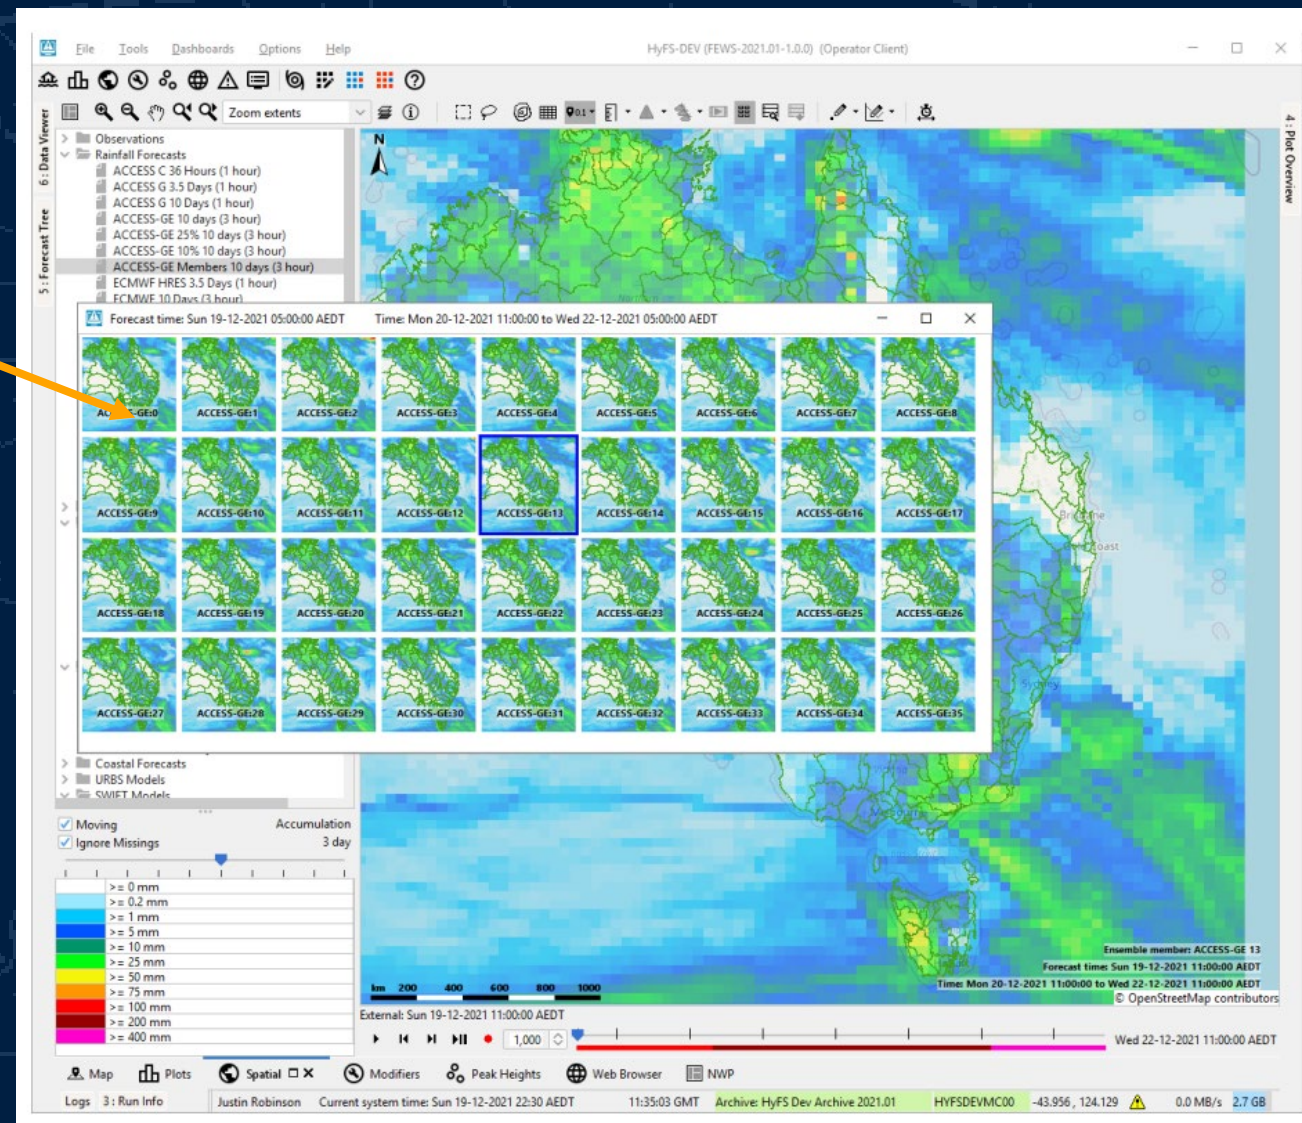 File Tools Dashboards Options Help
HyFS-DEV (FEWS-2021.01-1.0.0) (Operator Client)
Zoom extents
0.1
6 : Data Viewer
5 : Forecast Tree
4 : Plot Overview
Observations
Rainfall Forecasts
ACCESS C 36 Hours (1 hour)
ACCESS G 3.5 Days (1 hour)
ACCESS G 10 Days (1 hour)
ACCESS-GE 10 days (3 hour)
ACCESS-GE 25% 10 days (3 hour)
ACCESS-GE 10% 10 days (3 hour)
ACCESS-GE Members 10 days (3 hour)
ECMWF HRES 3.5 Days (1 hour)
ECMWF 10 Days (3 hour)
N
Northern
Forecast time: Sun 19-12-2021 05:00:00 AEDT Time: Mon 20-12-2021 11:00:00 to Wed 22-12-2021 05:00:00 AEDT
ACCESS-GE:0 ACCESS-GE:1 ACCESS-GE:2 ACCESS-GE:3 ACCESS-GE:4 ACCESS-GE:5 ACCESS-GE:6 ACCESS-GE:7 ACCESS-GE:8
ACCESS-GE:9 ACCESS-GE:10 ACCESS-GE:11 ACCESS-GE:12 ACCESS-GE:13 ACCESS-GE:14 ACCESS-GE:15 ACCESS-GE:16 ACCESS-GE:17
ACCESS-GE:18 ACCESS-GE:19 ACCESS-GE:20 ACCESS-GE:21 ACCESS-GE:22 ACCESS-GE:23 ACCESS-GE:24 ACCESS-GE:25 ACCESS-GE:26
ACCESS-GE:27 ACCESS-GE:28 ACCESS-GE:29 ACCESS-GE:30 ACCESS-GE:31 ACCESS-GE:32 ACCESS-GE:33 ACCESS-GE:34 ACCESS-GE:35
Brisbane
Coast
Sydney
Victoria
Melbourne
Coastal Forecasts
URBS Models
SWIFT Models
Moving Accumulation
Ignore Missings 3 day
>= 0 mm
>= 0.2 mm
>= 1 mm
>= 5 mm
>= 10 mm
>= 25 mm
>= 50 mm
>= 75 mm
>= 100 mm
>= 200 mm
>= 400 mm
Ensemble member: ACCESS-GE 13
Forecast time: Sun 19-12-2021 11:00:00 AEDT
Time: Mon 20-12-2021 11:00:00 to Wed 22-12-2021 11:00:00 AEDT
© OpenStreetMap contributors
km 200 400 600 800 1000
External: Sun 19-12-2021 11:00:00 AEDT
1,000
Wed 22-12-2021 11:00:00 AEDT
Map Plots Spatial Modifiers Peak Heights Web Browser NWP
Logs 3 : Run Info Justin Robinson Current system time: Sun 19-12-2021 22:30 AEDT 11:35:03 GMT Archive: HyFS Dev Archive 2021.01 HYFSDEVMC00 -43.956 , 124.129 0.0 MB/s 2.7 GB